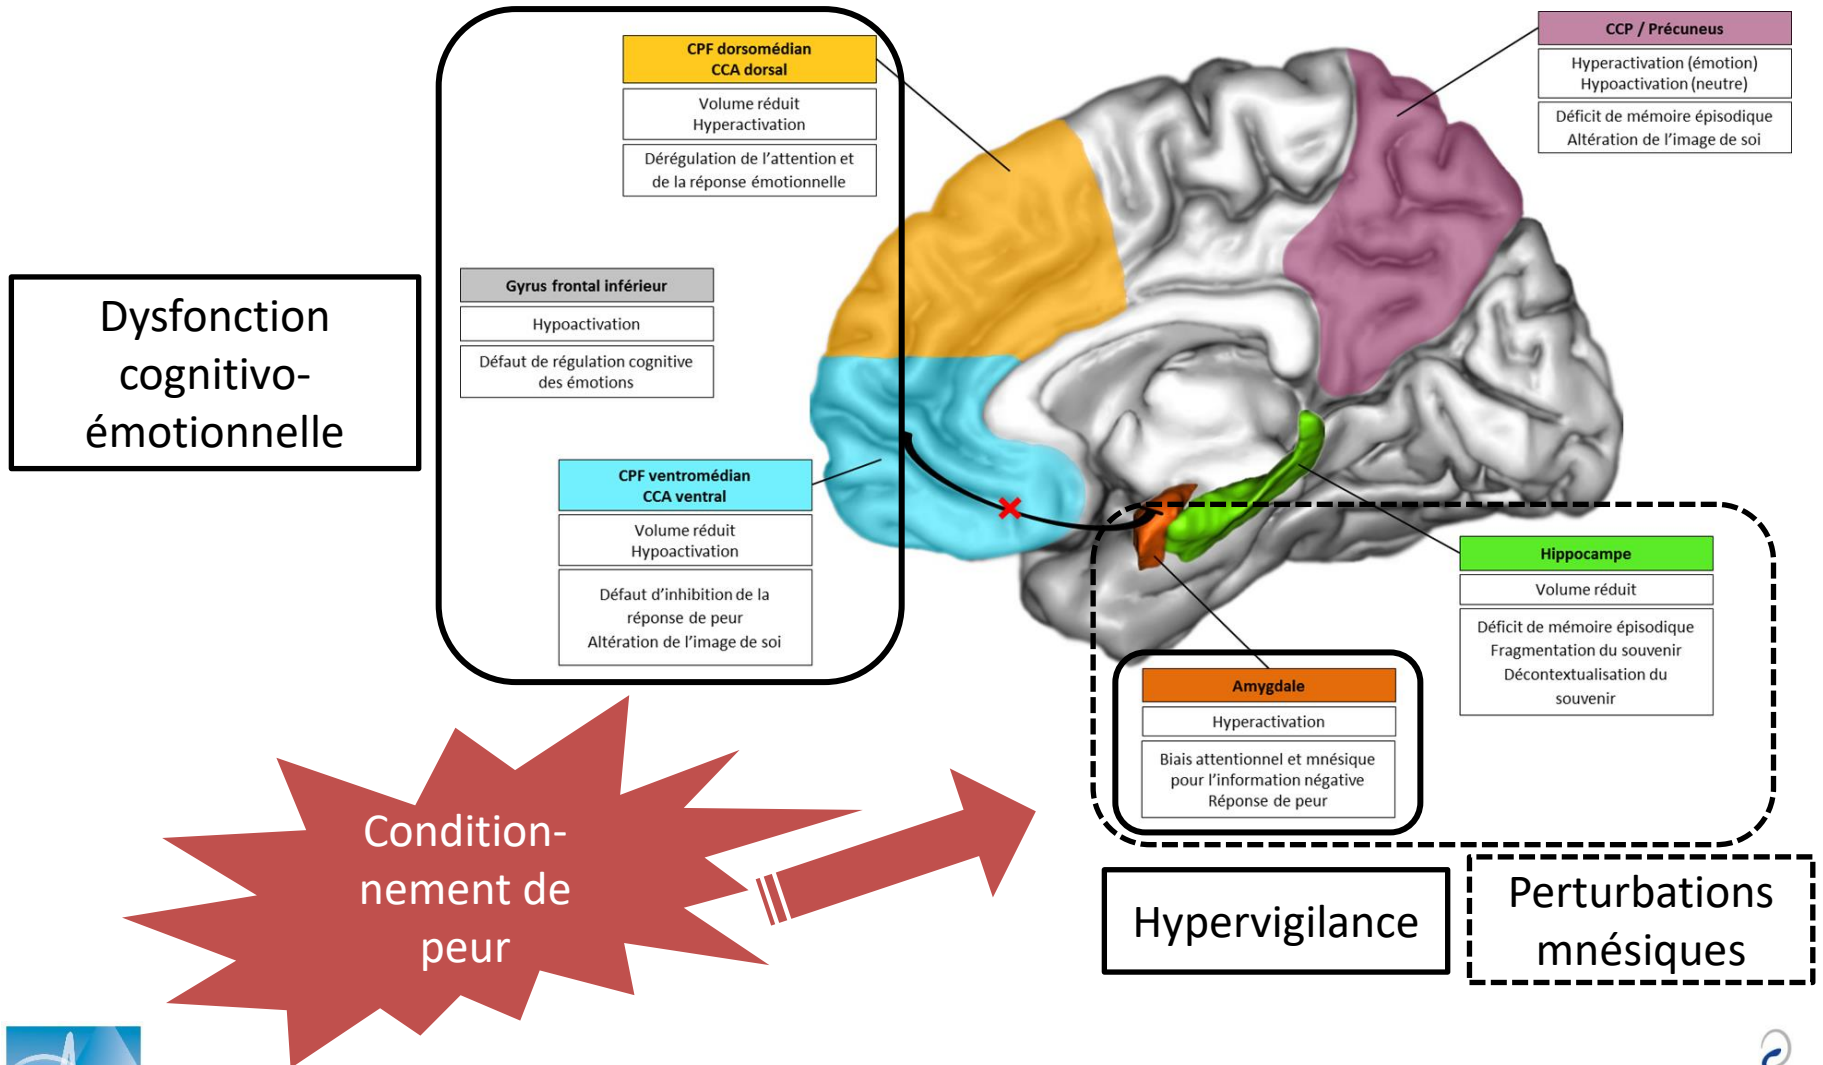 CPF dorsomédian
CCA dorsal
Volume réduit
Hyperactivation
Dérégulation de l'attention et
de la réponse émotionnelle
CCP / Précuneus
Hyperactivation (émotion)
Hypoactivation (neutre)
Déficit de mémoire épisodique
Altération de l'image de soi
Dysfonction
cognitivo-
émotionnelle
Gyrus frontal inférieur
Hypoactivation
Défaut de régulation cognitive
des émotions
CPF ventromédian
CCA ventral
Volume réduit
Hypoactivation
Défaut d'inhibition de la
réponse de peur
Altération de l'image de soi
Hippocampe
Volume réduit
Déficit de mémoire épisodique
Fragmentation du souvenir
Décontextualisation du
souvenir
Amygdale
Hyperactivation
Biais attentionnel et mnésique
pour l'information négative
Réponse de peur
Condition-
nement de
peur
Hypervigilance
Perturbations
mnésiques